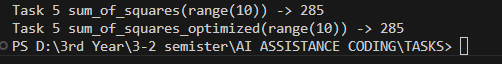 Task 5 sum_of_squares(range(10)) -> 285
Task 5 sum_of_squares_optimized(range(10)) -> 285
PS D:\3rd Year\3-2 semister\AI ASSISTANCE CODING\TASKS>